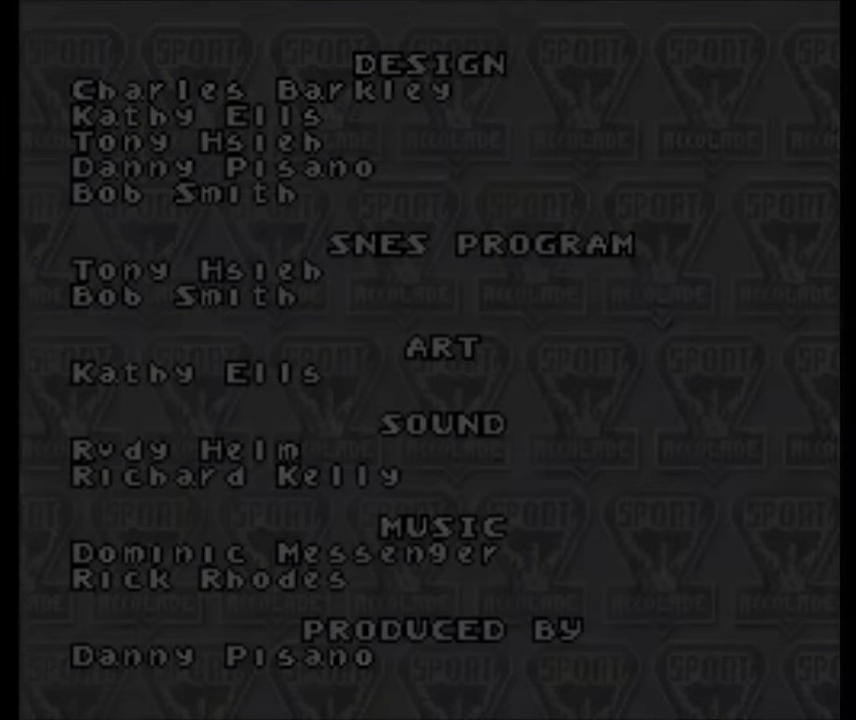 DESIGN
Charles Barkley
Kathy Ells
Tony Hsieh
Danny Pisano
Bob Smith
SNES PROGRAM
Tony Hsieh
Bob Smith
ART
Kathy Ells
SOUND
Rudy Helm
Richard Kelly
MUSIC
Dominic Messenger
Rick Rhodes
PRODUCED BY
Danny Pisano